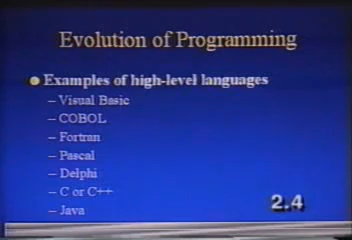 Evolution of Programming
Examples of high-level languages
– Visual Basic
– COBOL
– Fortran
– Pascal
– Delphi
– C or C++
– Java
2.4